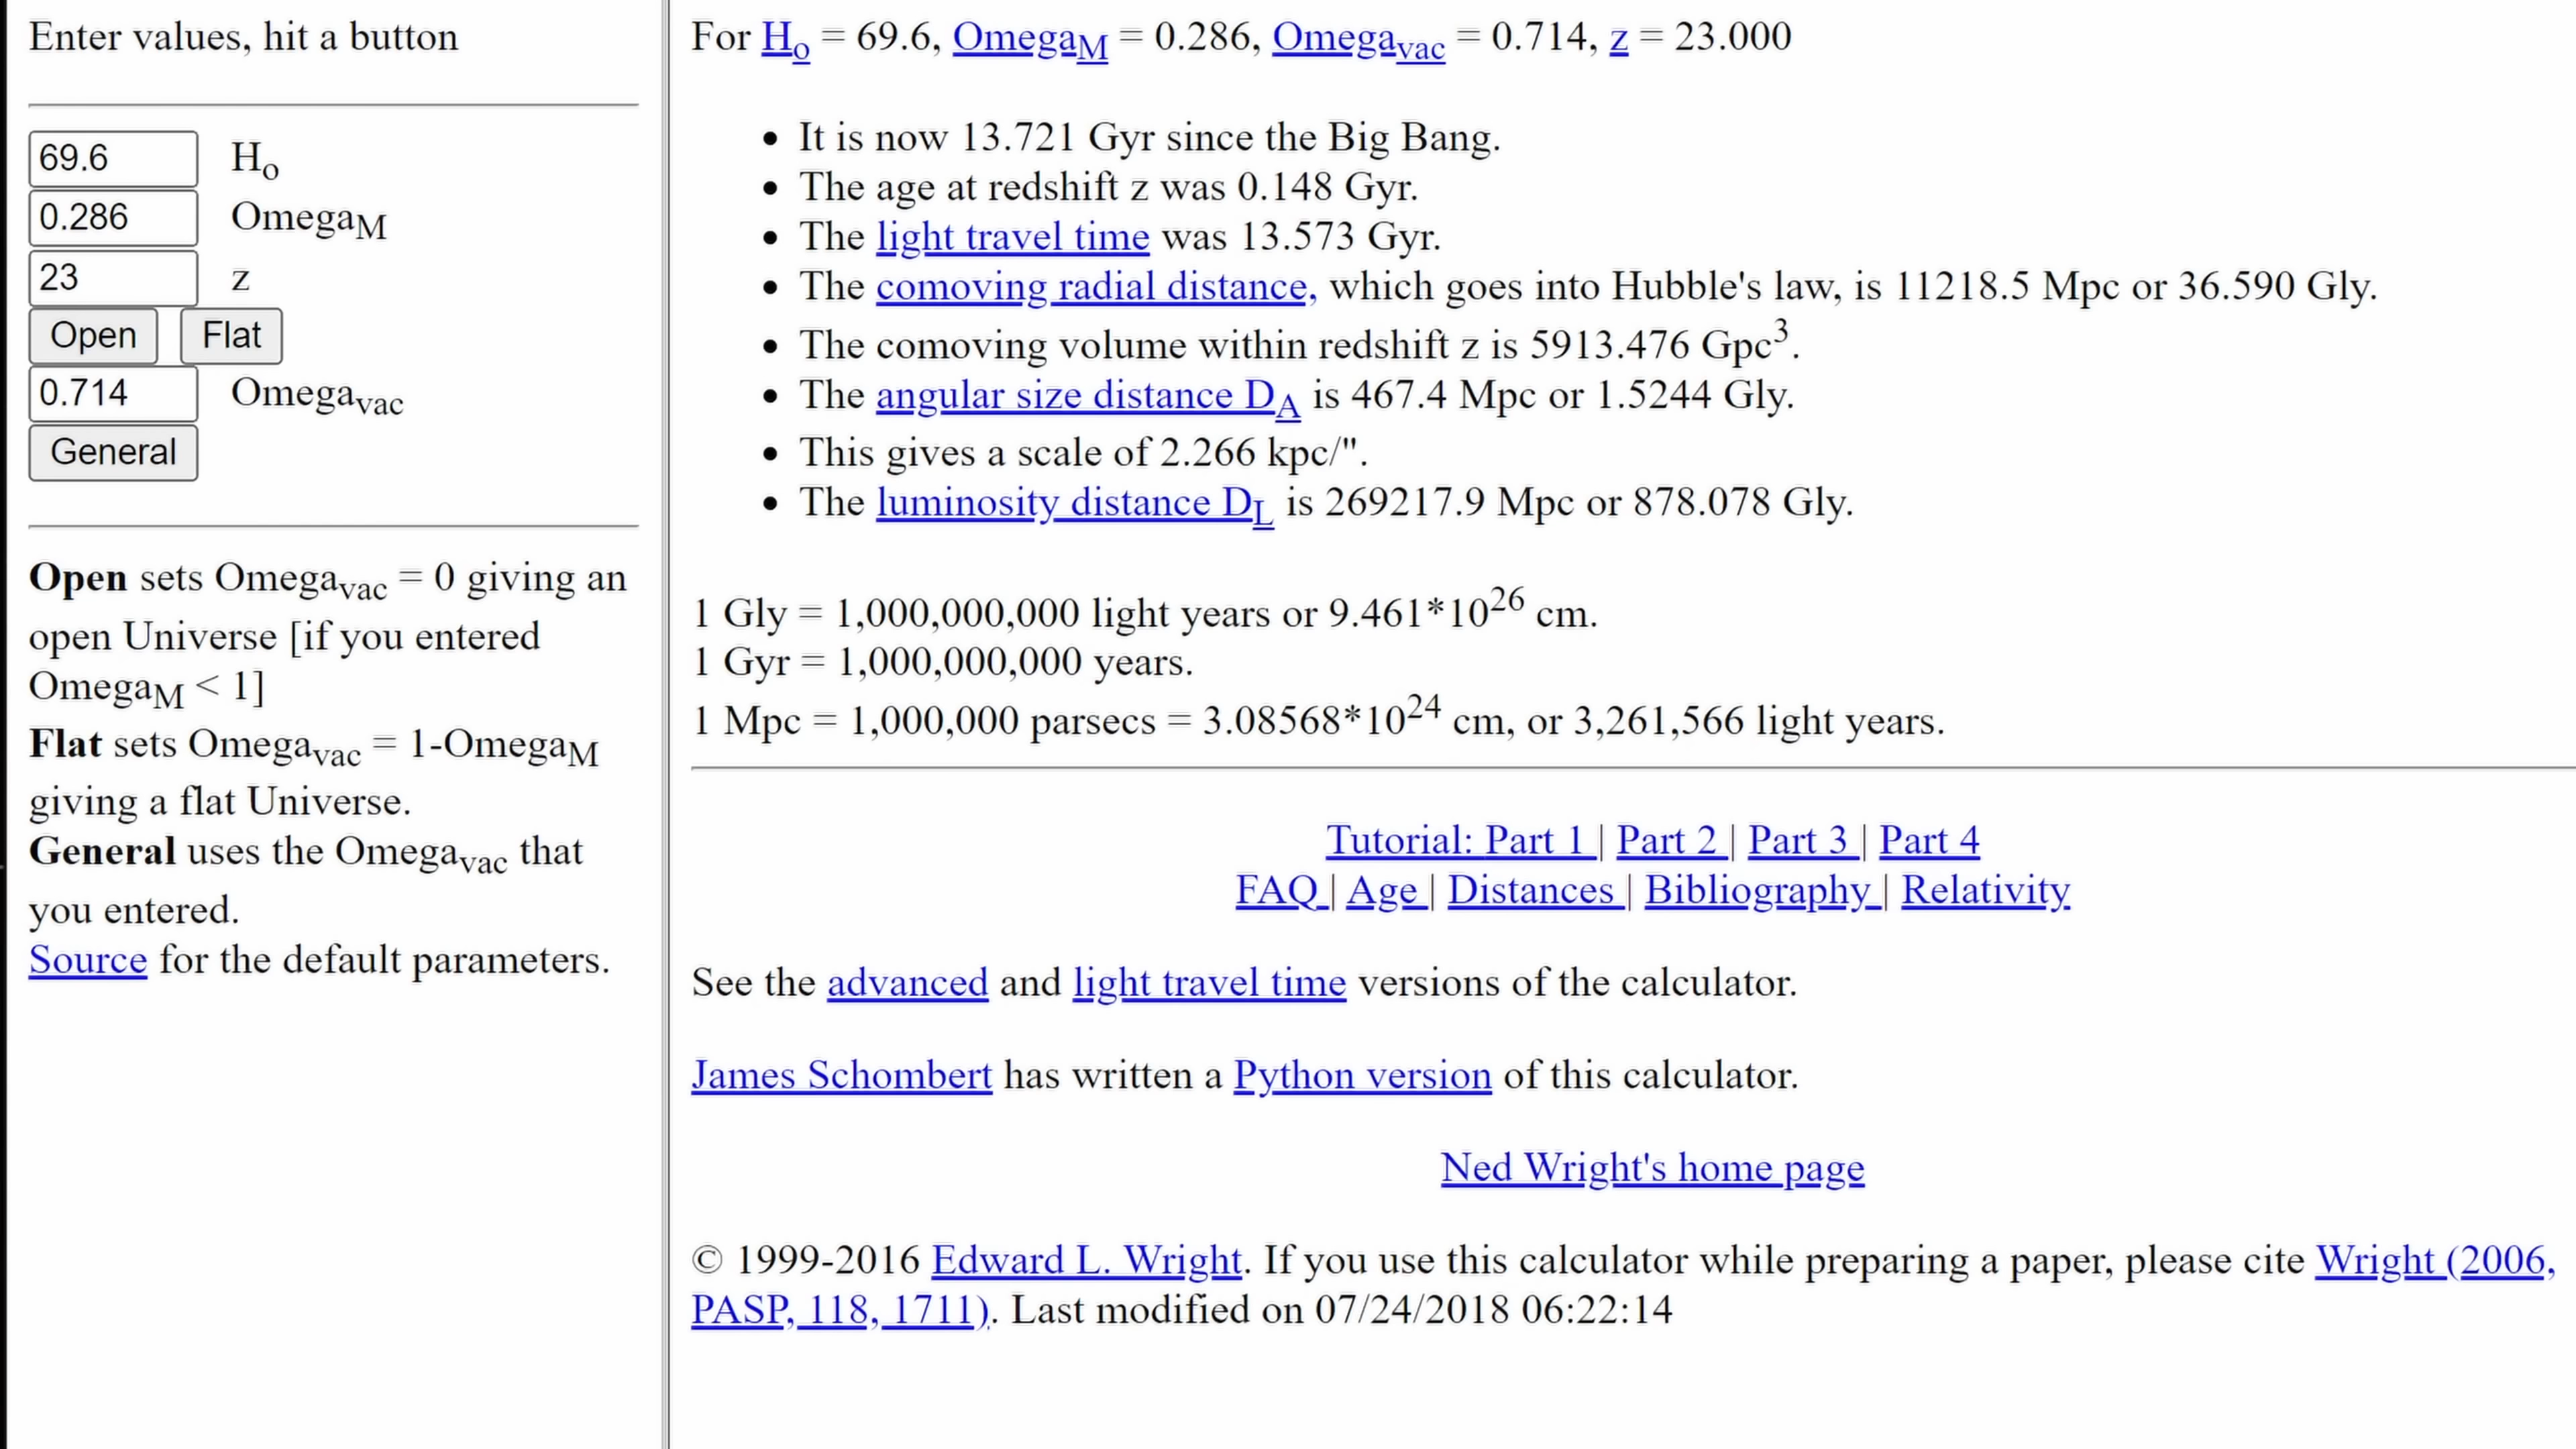 Enter values, hit a button
69.6 Ho
0.286 OmegaM
23 z
Open Flat
0.714 Omegavac
General
Open sets Omegavac = 0 giving an
open Universe [if you entered
OmegaM < 1]
Flat sets Omegavac = 1-OmegaM
giving a flat Universe.
General uses the Omegavac that
you entered.
Source for the default parameters.
For Ho = 69.6, OmegaM = 0.286, Omegavac = 0.714, z = 23.000
• It is now 13.721 Gyr since the Big Bang.
• The age at redshift z was 0.148 Gyr.
• The light travel time was 13.573 Gyr.
• The comoving radial distance, which goes into Hubble's law, is 11218.5 Mpc or 36.590 Gly.
• The comoving volume within redshift z is 5913.476 Gpc³.
• The angular size distance DA is 467.4 Mpc or 1.5244 Gly.
• This gives a scale of 2.266 kpc/".
• The luminosity distance DL is 269217.9 Mpc or 878.078 Gly.
1 Gly = 1,000,000,000 light years or 9.461*10²⁶ cm.
1 Gyr = 1,000,000,000 years.
1 Mpc = 1,000,000 parsecs = 3.08568*10²⁴ cm, or 3,261,566 light years.
Tutorial: Part 1 | Part 2 | Part 3 | Part 4
FAQ | Age | Distances | Bibliography | Relativity
See the advanced and light travel time versions of the calculator.
James Schombert has written a Python version of this calculator.
Ned Wright's home page
© 1999-2016 Edward L. Wright. If you use this calculator while preparing a paper, please cite Wright (2006,
PASP, 118, 1711). Last modified on 07/24/2018 06:22:14